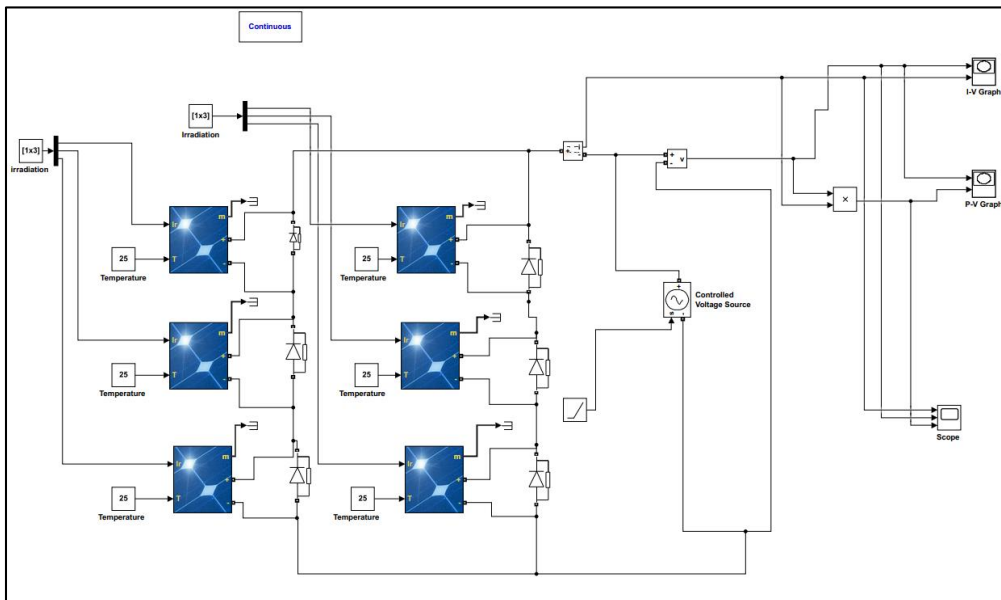 Continuous
[1x3]
Irradiation
[1x3]
irradiation
I-V Graph
P-V Graph
+ - i
+
-
v
×
m
Ir
+
T
-
25
Temperature
m
Ir
+
T
-
25
Temperature
m
Ir
+
T
-
25
Temperature
m
Ir
+
T
-
25
Temperature
m
Ir
+
T
-
25
Temperature
m
Ir
+
T
-
25
Temperature
+
s
-
Controlled
Voltage Source
Scope